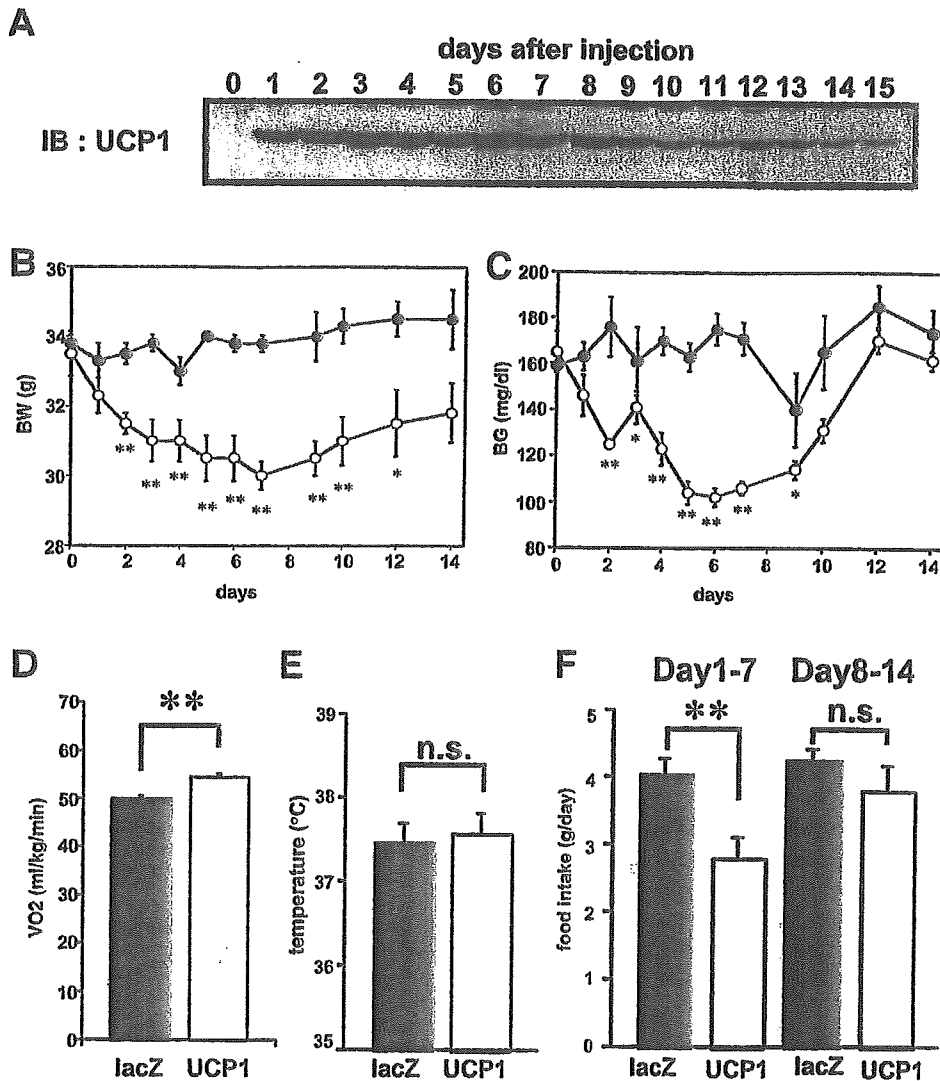 A
days after injection
0 1 2 3 4 5 6 7 8 9 10 11 12 13 14 15
IB : UCP1
B
36
34
32
30
28
BW (g)
**
**
**
**
**
**
**
**
*
0 2 4 6 8 10 12 14
days
C
200
180
160
140
120
100
80
BG (mg/dl)
**
*
**
**
**
**
*
0 2 4 6 8 10 12 14
days
D
70
60
50
40
30
20
10
0
VO2 (ml/kg/min)
**
lacZ UCP1
E
39
38
37
36
35
temperature (°C)
n.s.
lacZ UCP1
F
Day1-7 Day8-14
5
4
3
2
1
0
food intake (g/day)
** n.s.
lacZ UCP1 lacZ UCP1